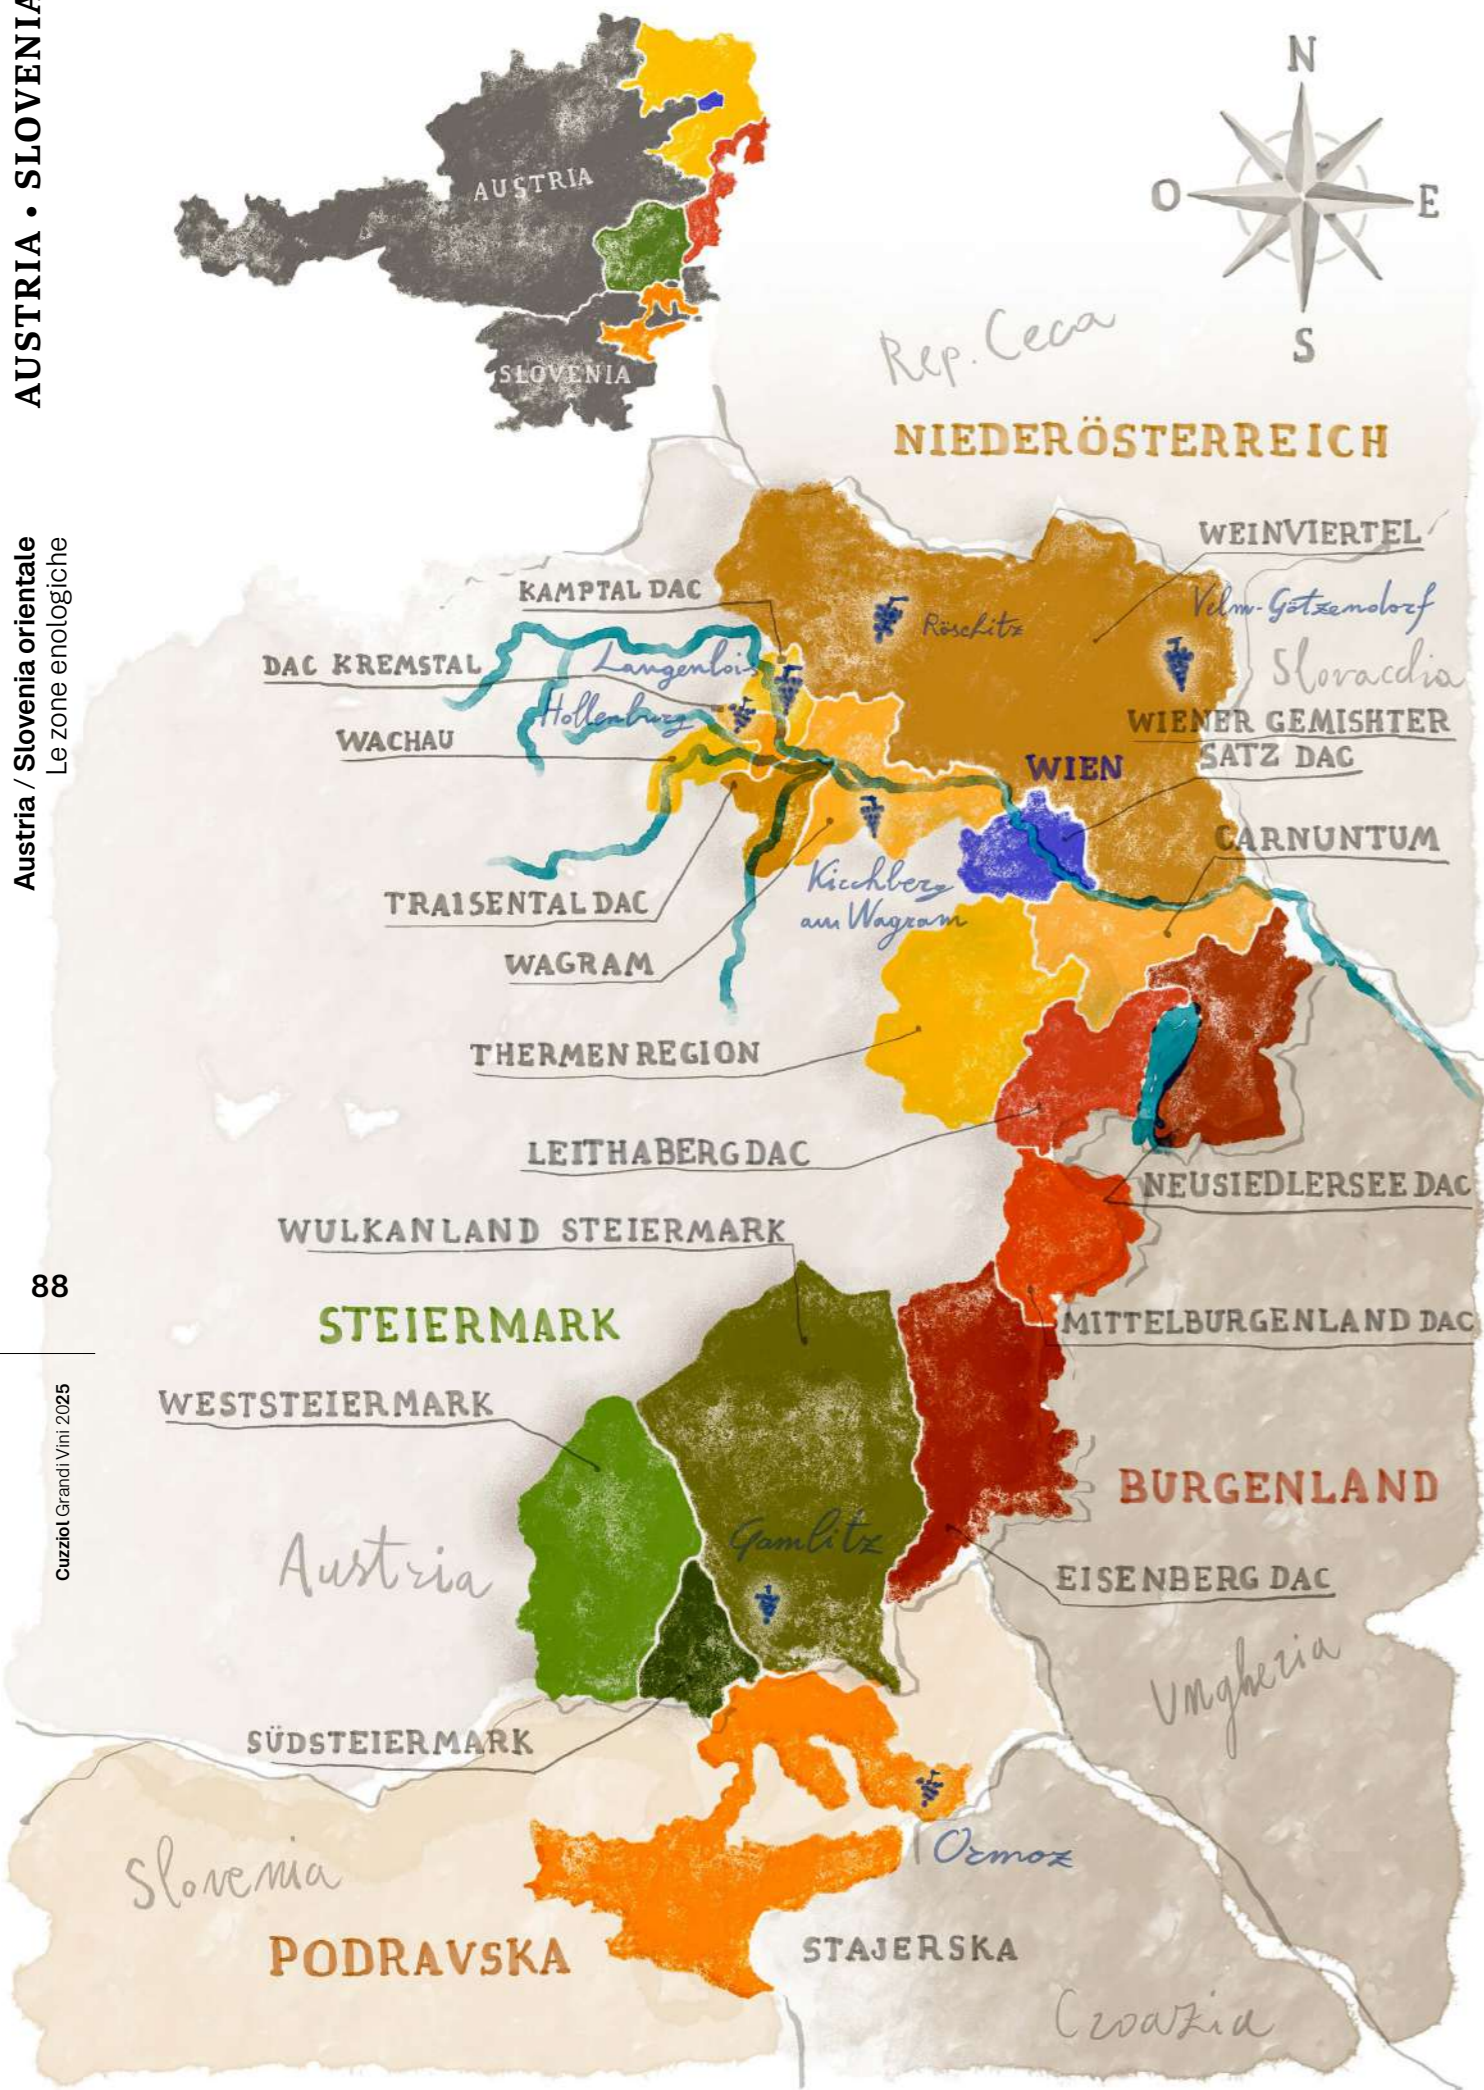 AUSTRIA • SLOVENIA
Austria / Slovenia orientale
Le zone enologiche
88
cuzziol Grandi Vini 2025
AUSTRIA
SLOVENIA
N
O
E
S
Rep. Ceca
NIEDERÖSTERREICH
WEINVIERTEL
KAMPTAL DAC
Velm-Götzendorf
Röschitz
DAC KREMSTAL
Langenlois
Slovacchia
Hollenburg
WACHAU
WIENER GEMISHTER
SATZ DAC
WIEN
CARNUNTUM
Kirchberg
am Wagram
TRAISENTAL DAC
WAGRAM
THERMENREGION
LEITHABERG DAC
NEUSIEDLERSEE DAC
WULKANLAND STEIERMARK
STEIERMARK
MITTELBURGENLAND DAC
WESTSTEIERMARK
BURGENLAND
Gamlitz
Austria
EISENBERG DAC
Ungheria
SÜDSTEIERMARK
Ormoz
Slovenia
PODRAVSKA
STAJERSKA
Croazia